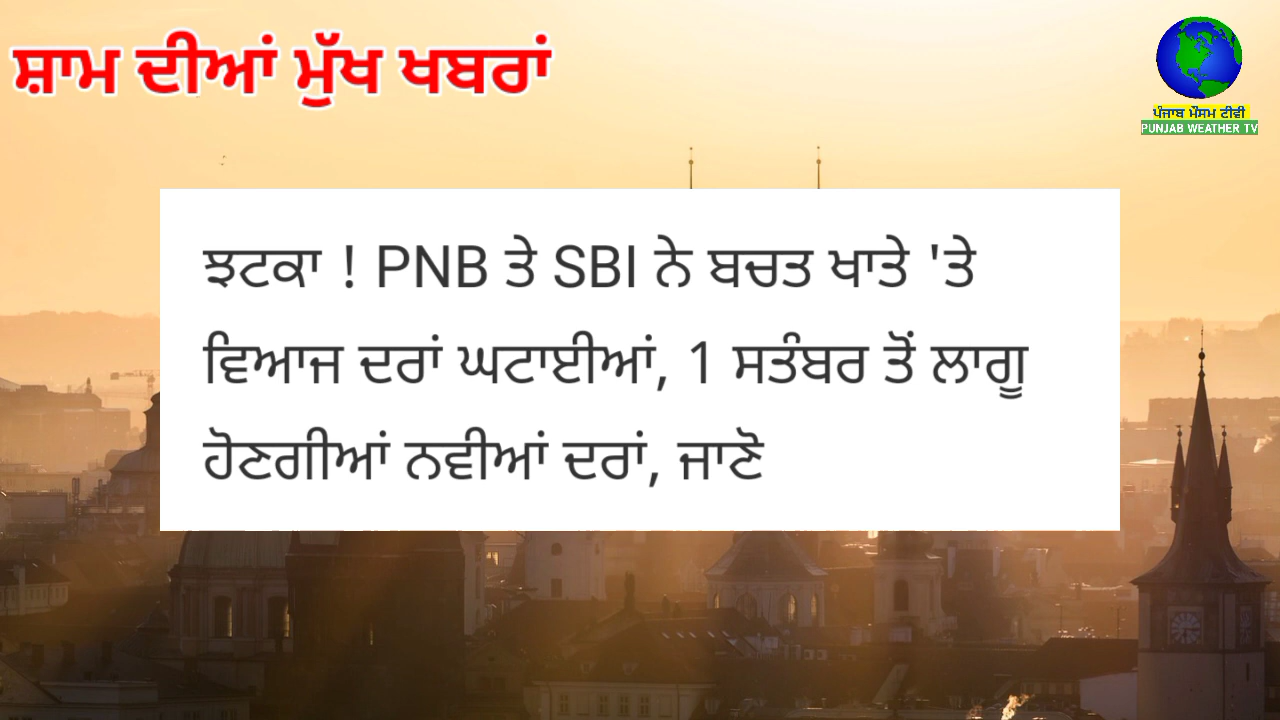 ਸ਼ਾਮ ਦੀਆਂ ਮੁੱਖ ਖਬਰਾਂ
ਪੰਜਾਬ ਮੌਸਮ ਟੀਵੀ
PUNJAB WEATHER TV
ਝਟਕਾ ! PNB ਤੇ SBI ਨੇ ਬਚਤ ਖਾਤੇ 'ਤੇ
ਵਿਆਜ ਦਰਾਂ ਘਟਾਈਆਂ, 1 ਸਤੰਬਰ ਤੋਂ ਲਾਗੂ
ਹੋਣਗੀਆਂ ਨਵੀਆਂ ਦਰਾਂ, ਜਾਣੋ